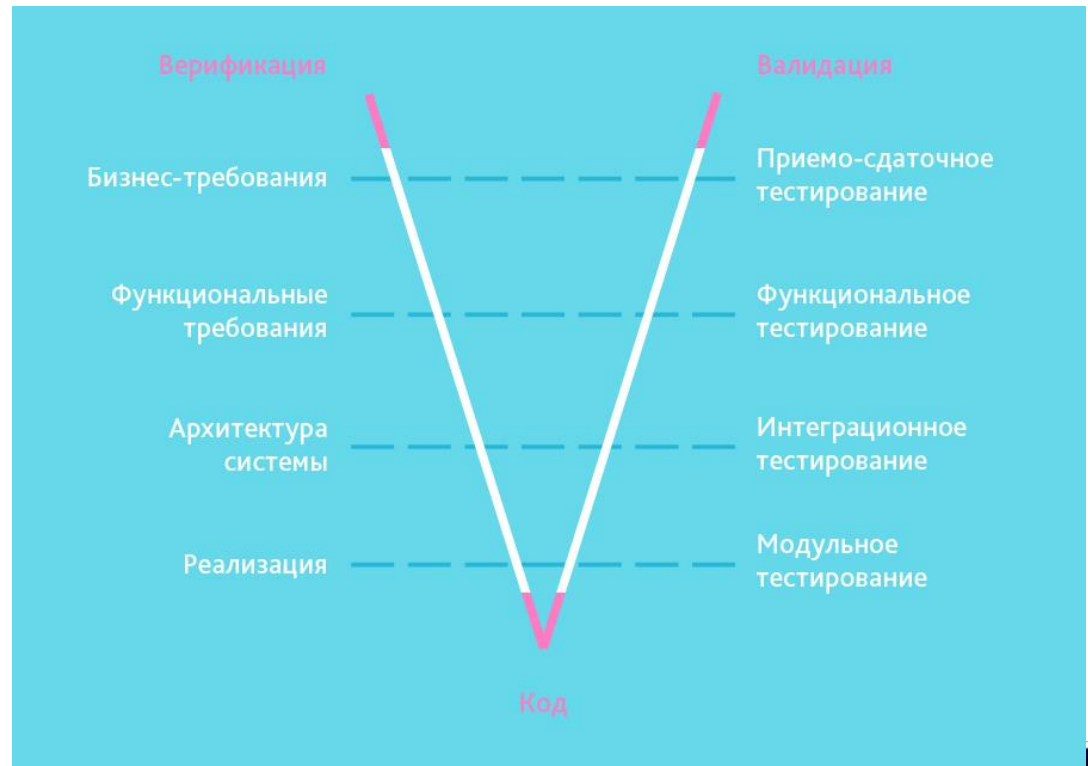 Верификация
Валидация
Бизнес-требования
Приемо-сдаточное
тестирование
Функциональные
требования
Функциональное
тестирование
Архитектура
системы
Интеграционное
тестирование
Реализация
Модульное
тестирование
Код